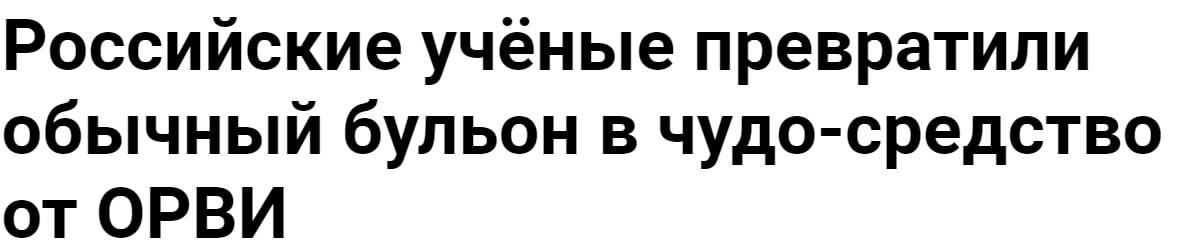 Российские учёные превратили
обычный бульон в чудо-средство
от ОРВИ